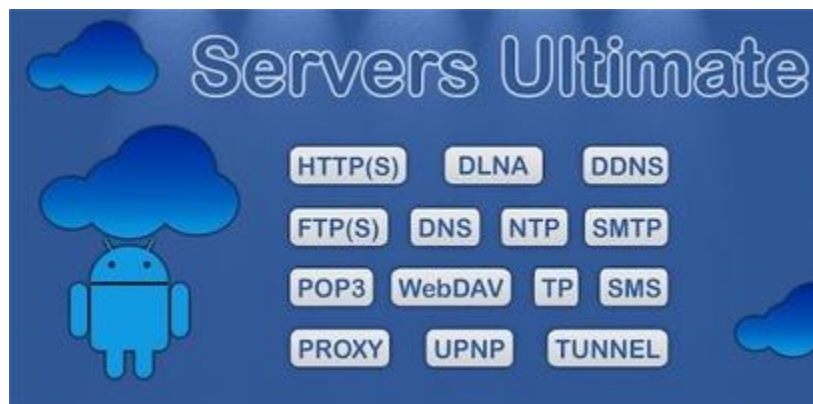 Servers Ultimate
HTTP(S) DLNA DDNS
FTP(S) DNS NTP SMTP
POP3 WebDAV TP SMS
PROXY UPNP TUNNEL